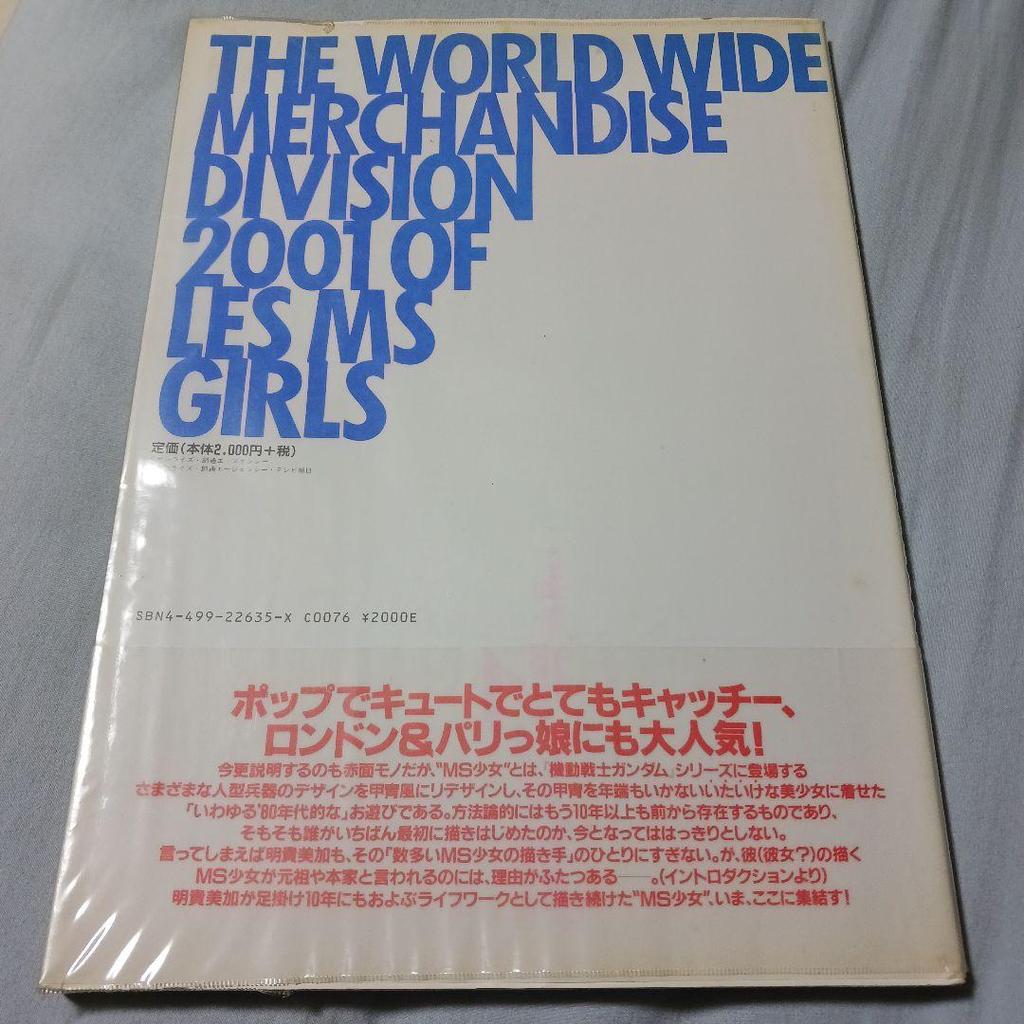 THE WORLD WIDE
MERCHANDISE
DIVISION
2001 OF
LES MS
GIRLS
定価(本体2.000円+税)
創通エージェンシー・テレビ朝日
SBN4-499-22635-X C0076 ¥2000E
ポップでキュートでとてもキャッチー、
ロンドン&パリっ娘にも大人気!
今更説明するのも赤面モノだが、"MS少女"とは、『機動戦士ガンダム』シリーズに登場する
さまざまな人型兵器のデザインを甲冑風にリデザインし、その甲冑を年端もいかないいたいけな美少女に着せた
「いわゆる'80年代的な」お遊びである。方法論的にはもう10年以上も前から存在するものであり、
そもそも誰がいちばん最初に描きはじめたのか、今となってははっきりとしない。
言ってしまえば明貴美加も、その「数多いMS少女の描き手」のひとりにすぎない。が、彼(彼女?)の描く
MS少女が元祖や本家と言われるのには、理由がふたつある――。(イントロダクションより)
明貴美加が足掛け10年にもおよぶライフワークとして描き続けた"MS少女"、いま、ここに集結す!